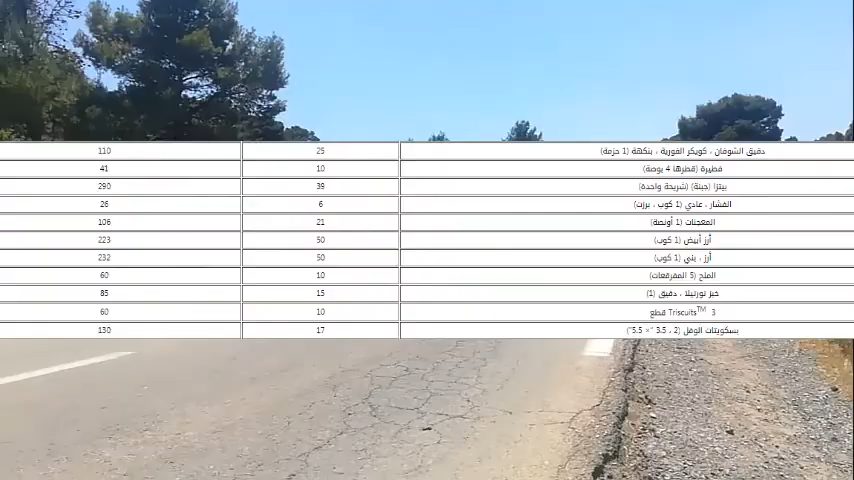 دقيق الشوفان ، كويكر الفورية ، بنكهة (1 حزمة) 25 110
فطيرة (قطرها 4 بوصة) 10 41
بيتزا (جبنة) (شريحة واحدة) 39 290
الفشار ، عادي (1 كوب ، برزت) 6 26
المعجنات (1 أونصة) 21 106
أرز أبيض (1 كوب) 50 223
أرز ، بني (1 كوب) 50 232
الملح (5 المفرقعات) 10 60
خبز تورتيلا ، دقيق (1) 15 85
3 Triscuits™ قطع 10 60
بسكويتات الوفل (2 ، 3.5 "× 5.5") 17 130